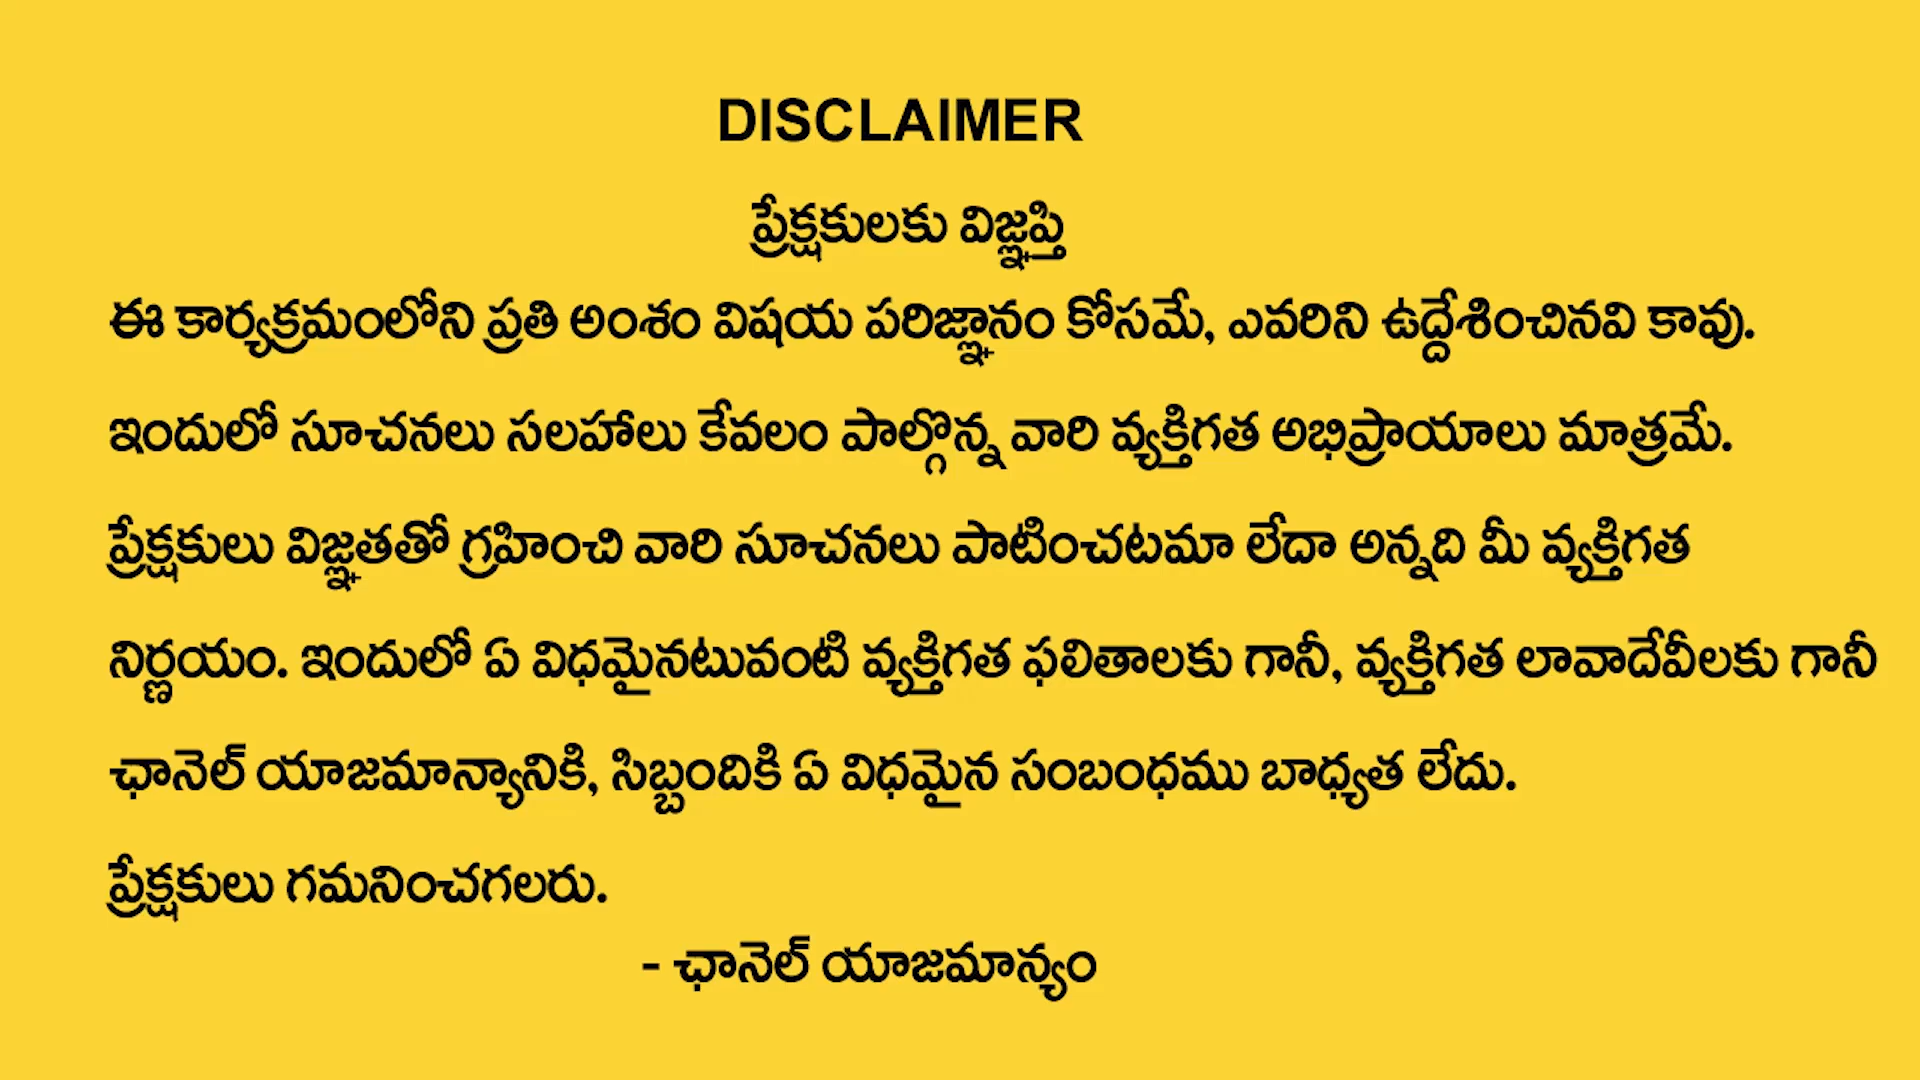 DISCLAIMER
ప్రేక్షకులకు విజ్ఞప్తి
ఈ కార్యక్రమంలోని ప్రతి అంశం విషయ పరిజ్ఞానం కోసమే, ఎవరిని ఉద్దేశించినవి కావు.
ఇందులో సూచనలు సలహాలు కేవలం పాల్గొన్న వారి వ్యక్తిగత అభిప్రాయాలు మాత్రమే.
ప్రేక్షకులు విజ్ఞతతో గ్రహించి వారి సూచనలు పాటించటమా లేదా అన్నది మీ వ్యక్తిగత
నిర్ణయం. ఇందులో ఏ విధమైనటువంటి వ్యక్తిగత ఫలితాలకు గానీ, వ్యక్తిగత లావాదేవీలకు గానీ
ఛానెల్ యాజమాన్యానికి, సిబ్బందికి ఏ విధమైన సంబంధము బాధ్యత లేదు.
ప్రేక్షకులు గమనించగలరు.
- ఛానెల్ యాజమాన్యం